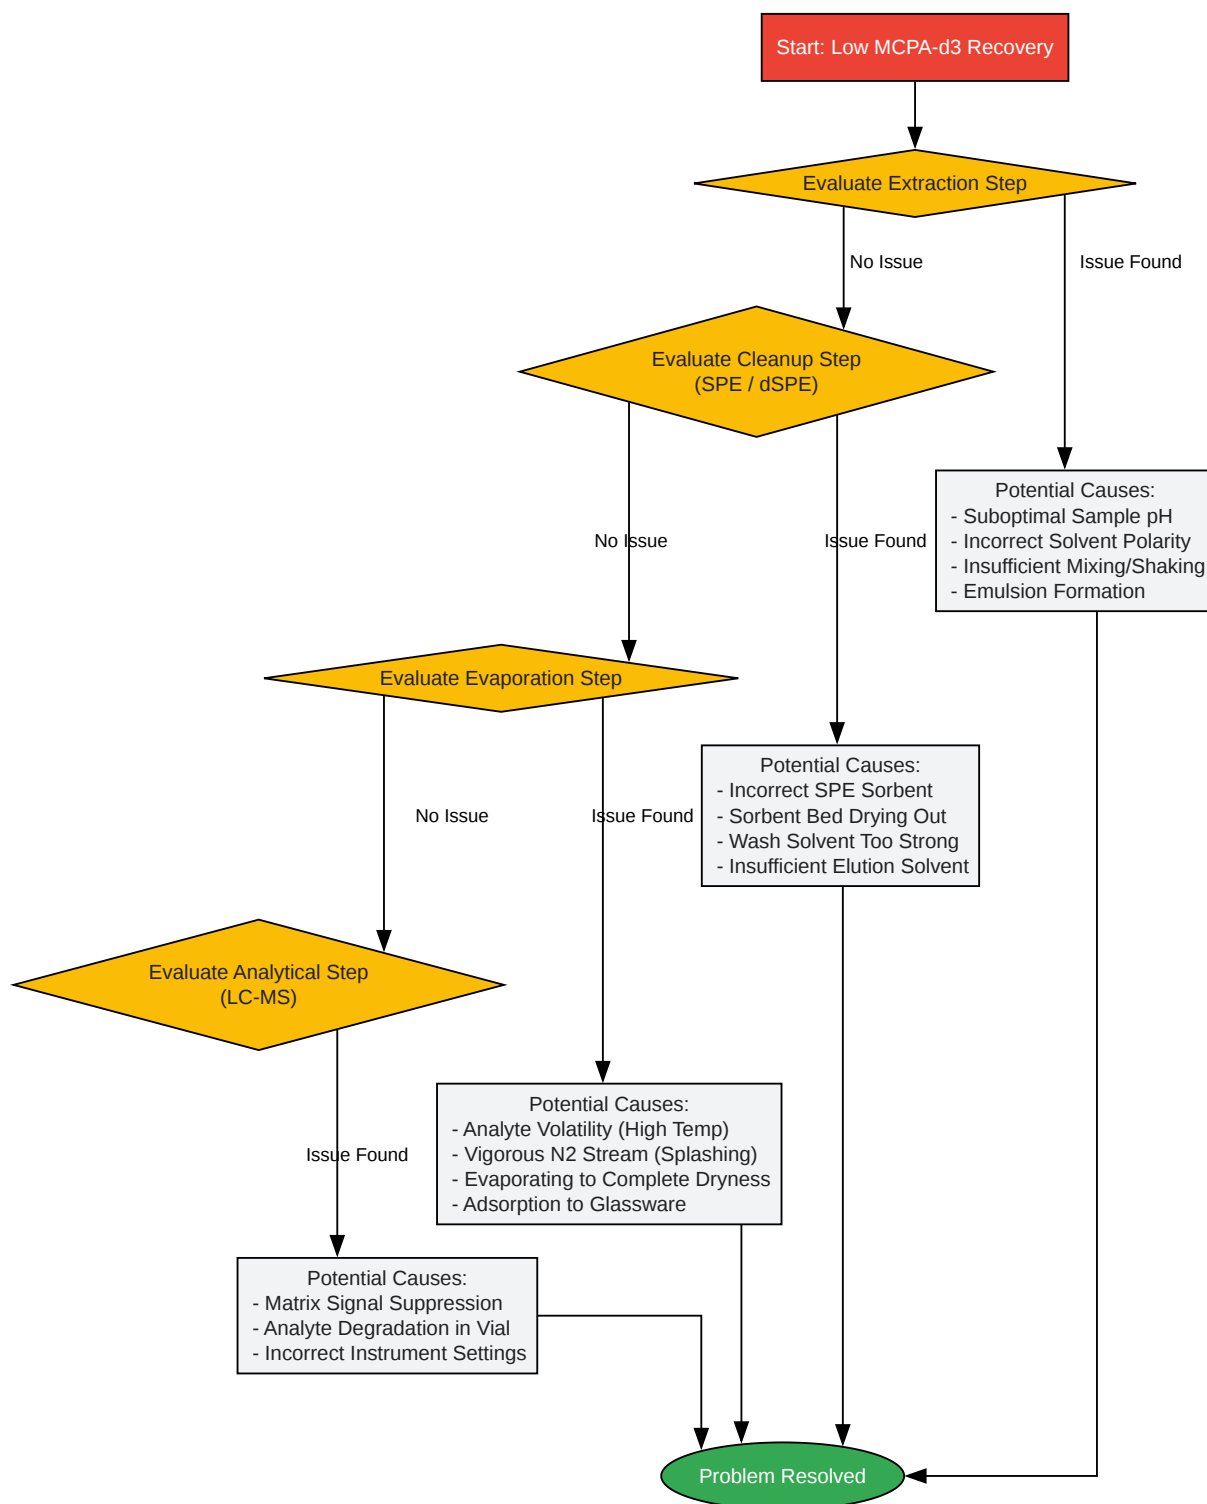 Start: Low MCPA-d3 Recovery
Evaluate Extraction Step
No Issue
Issue Found
Evaluate Cleanup Step
(SPE / dSPE)
Potential Causes:
- Suboptimal Sample pH
- Incorrect Solvent Polarity
- Insufficient Mixing/Shaking
- Emulsion Formation
No Issue
Issue Found
Evaluate Evaporation Step
Potential Causes:
- Incorrect SPE Sorbent
- Sorbent Bed Drying Out
- Wash Solvent Too Strong
- Insufficient Elution Solvent
No Issue
Issue Found
Evaluate Analytical Step
(LC-MS)
Potential Causes:
- Analyte Volatility (High Temp)
- Vigorous N2 Stream (Splashing)
- Evaporating to Complete Dryness
- Adsorption to Glassware
Issue Found
Potential Causes:
- Matrix Signal Suppression
- Analyte Degradation in Vial
- Incorrect Instrument Settings
Problem Resolved